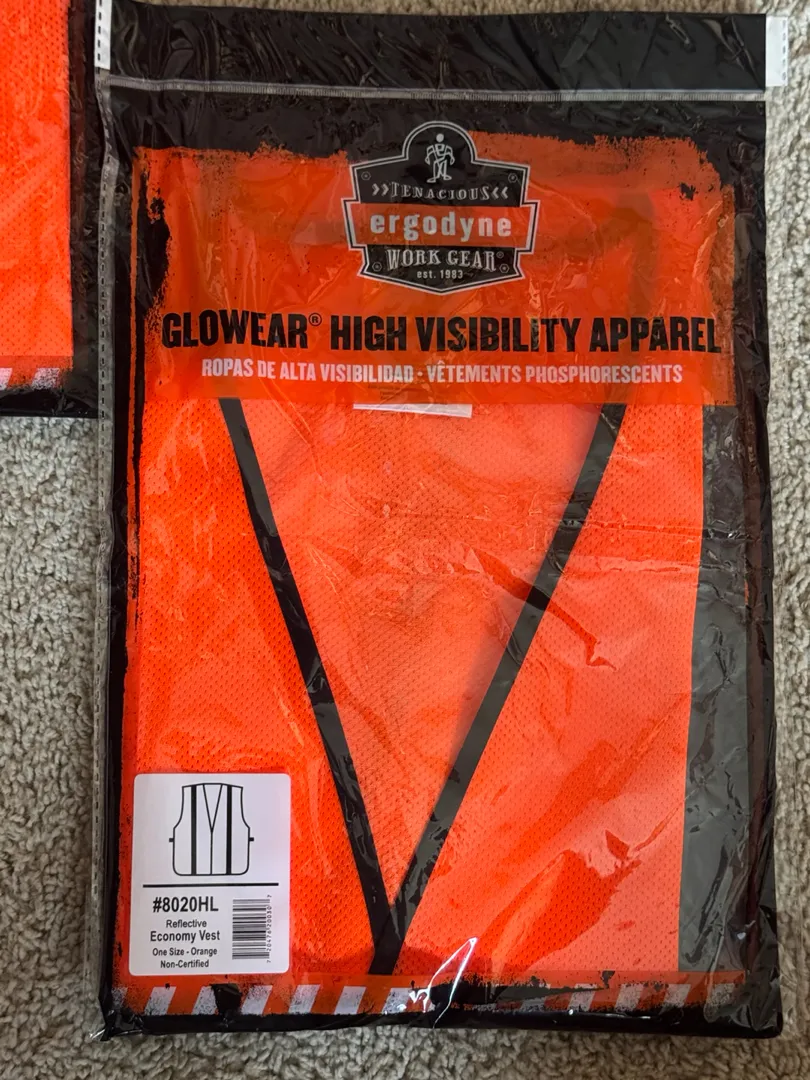 »TENACIOUS«
ergodyne
®
WORK GEAR®
est. 1983
GLOWEAR® HIGH VISIBILITY APPAREL
ROPAS DE ALTA VISIBILIDAD - VÊTEMENTS PHOSPHORESCENTS
#8020HL
Reflective
Economy Vest
One Size - Orange
Non-Certified